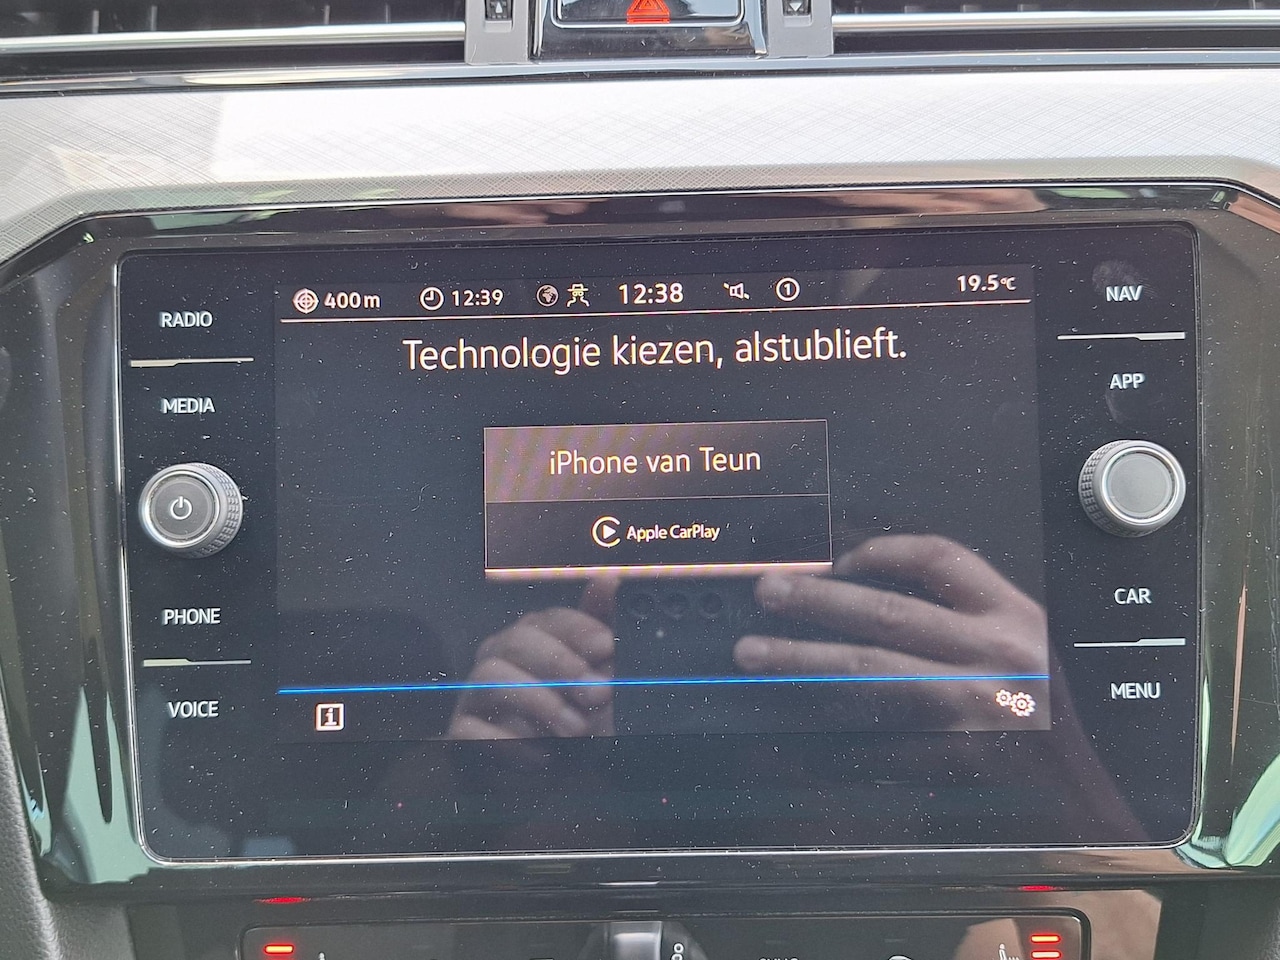 400m 12:39 12:38 1 19.5°C
Technologie kiezen, alstublieft.
iPhone van Teun
Apple CarPlay
i
RADIO
MEDIA
PHONE
VOICE
NAV
APP
CAR
MENU